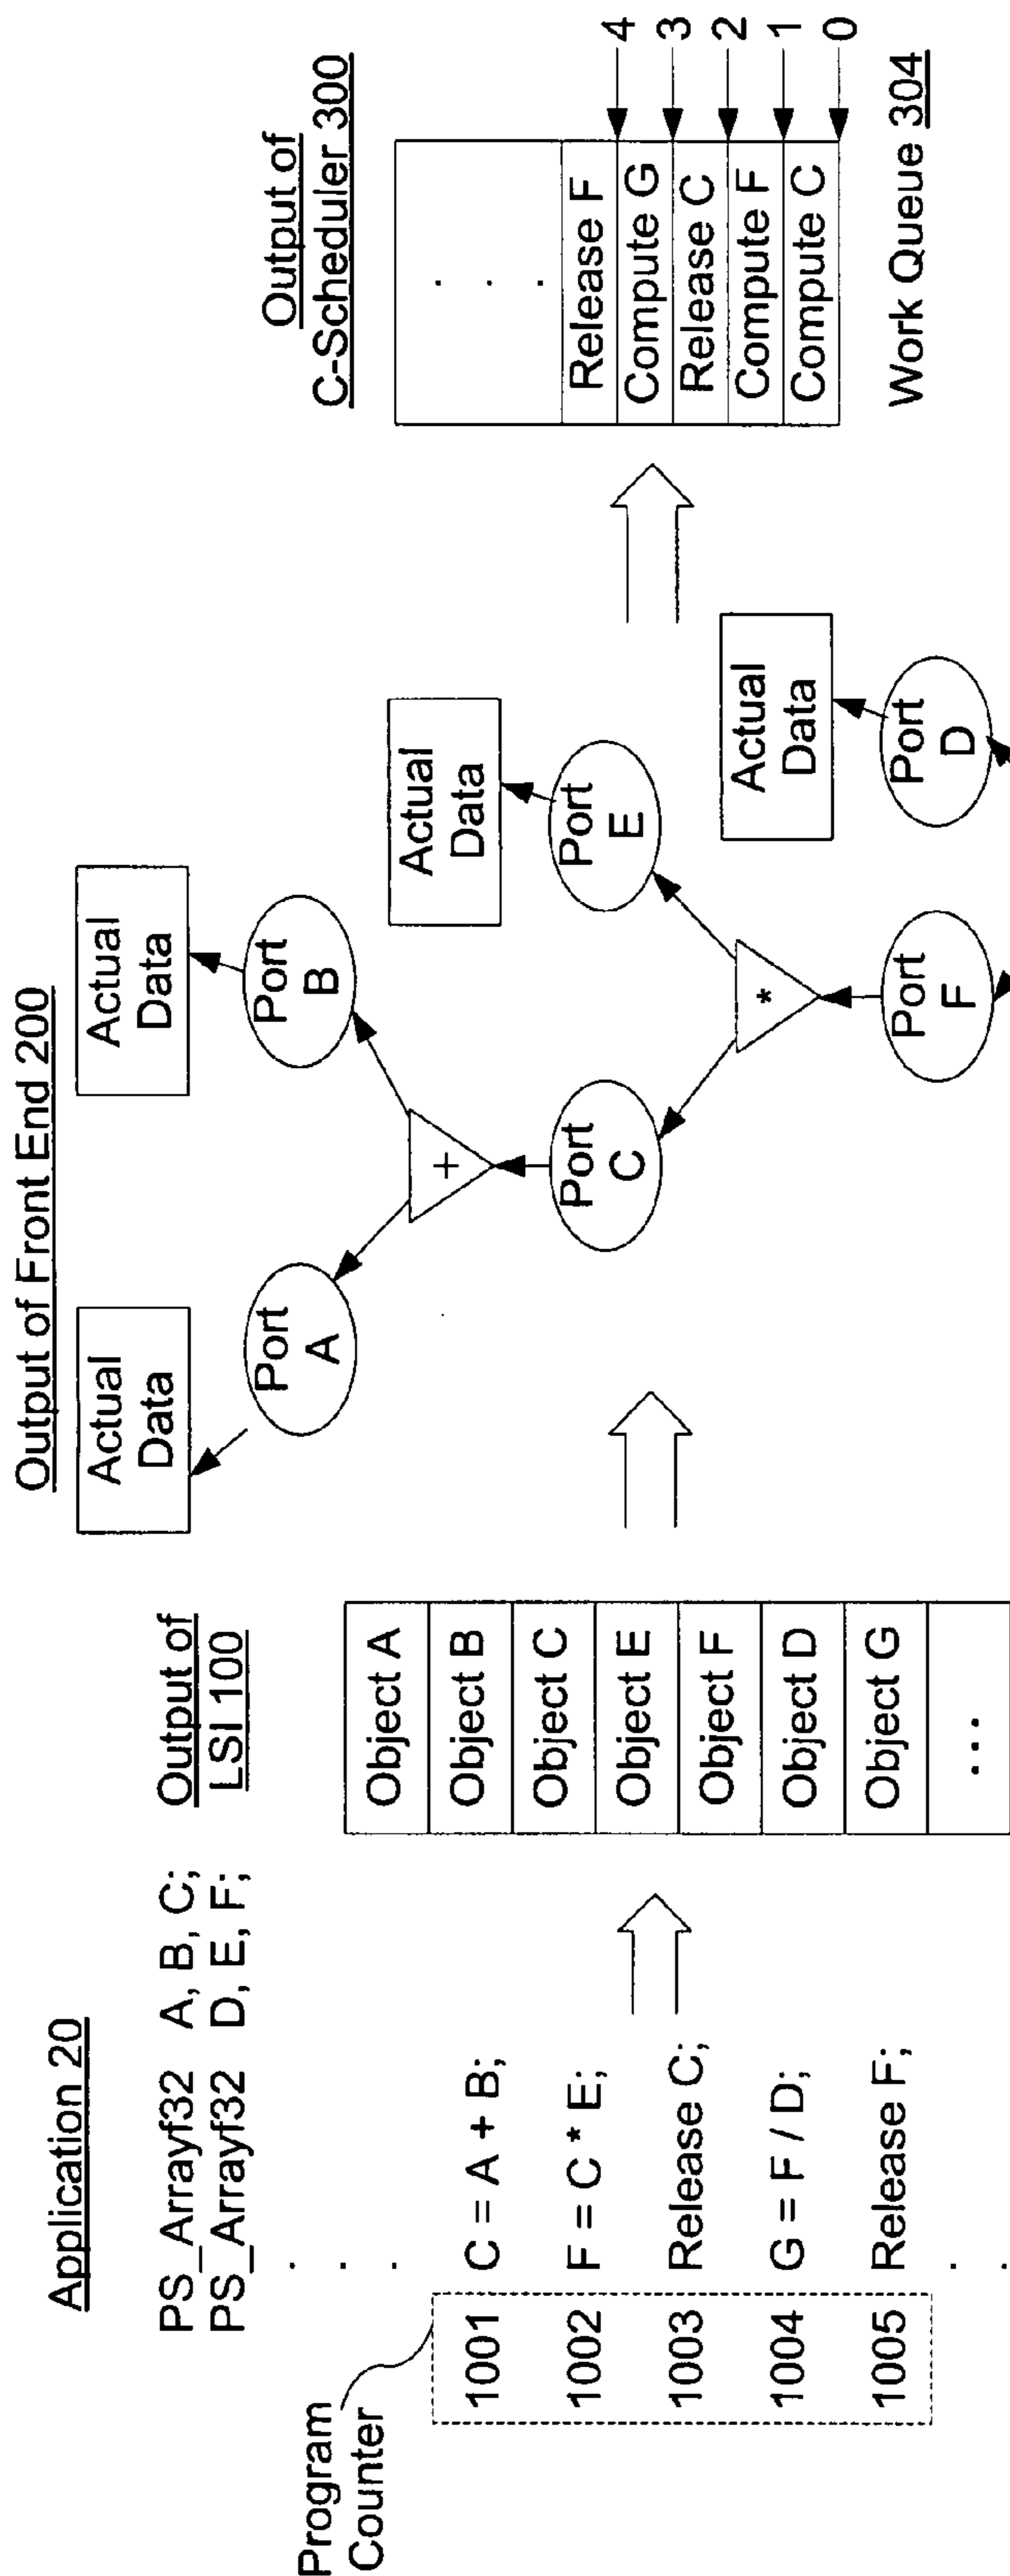 Application 20
PS_Arrayf32 A, B, C;
PS_Arrayf32 D, E, F;
. . .
Program
Counter
1001 C = A + B;
1002 F = C * E;
1003 Release C;
1004 G = F / D;
1005 Release F;
. .
Output of
LSI 100
Object A
Object B
Object C
Object E
Object F
Object D
Object G
...
Output of Front End 200
Actual
Data
Actual
Data
Port
A
Port
B
+
Actual
Data
Port
C
Port
E
*
Actual
Data
Port
F
Port
D
Output of
C-Scheduler 300
. . .
Release F
Compute G
Release C
Compute F
Compute C
4
3
2
1
0
Work Queue 304